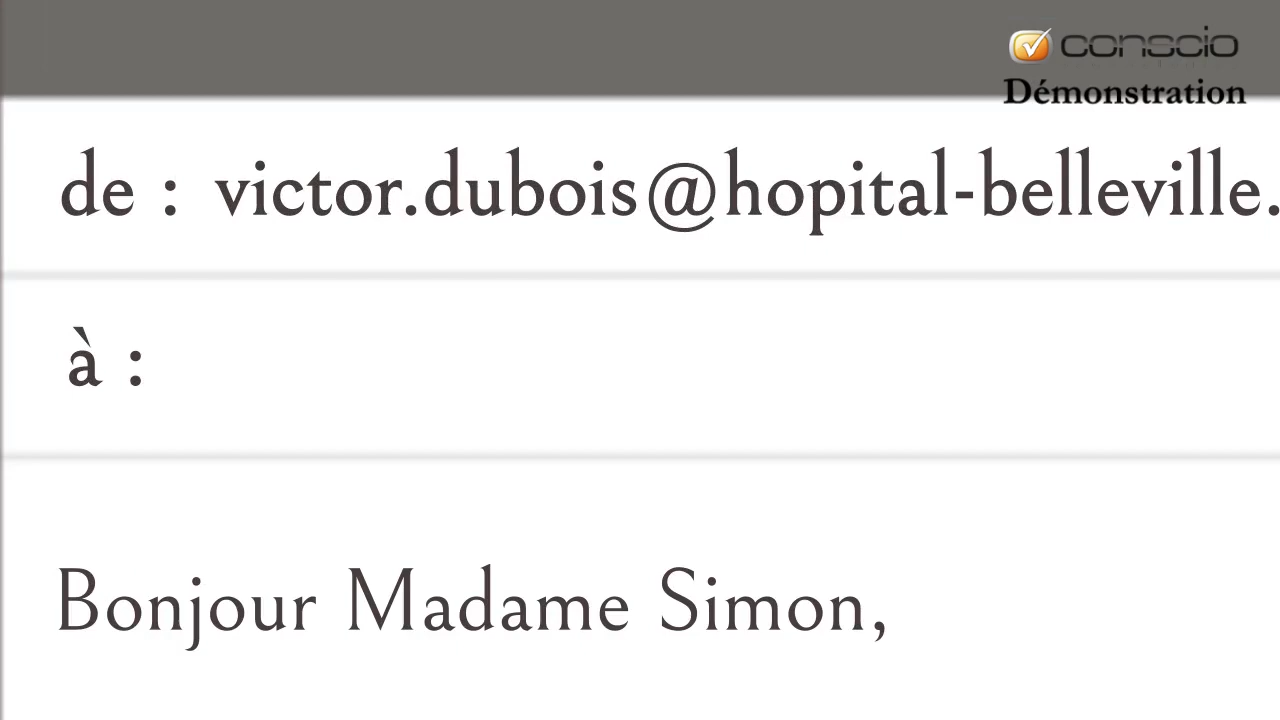 conscio
Démonstration
de : victor.dubois@hopital-belleville.
à :
Bonjour Madame Simon,